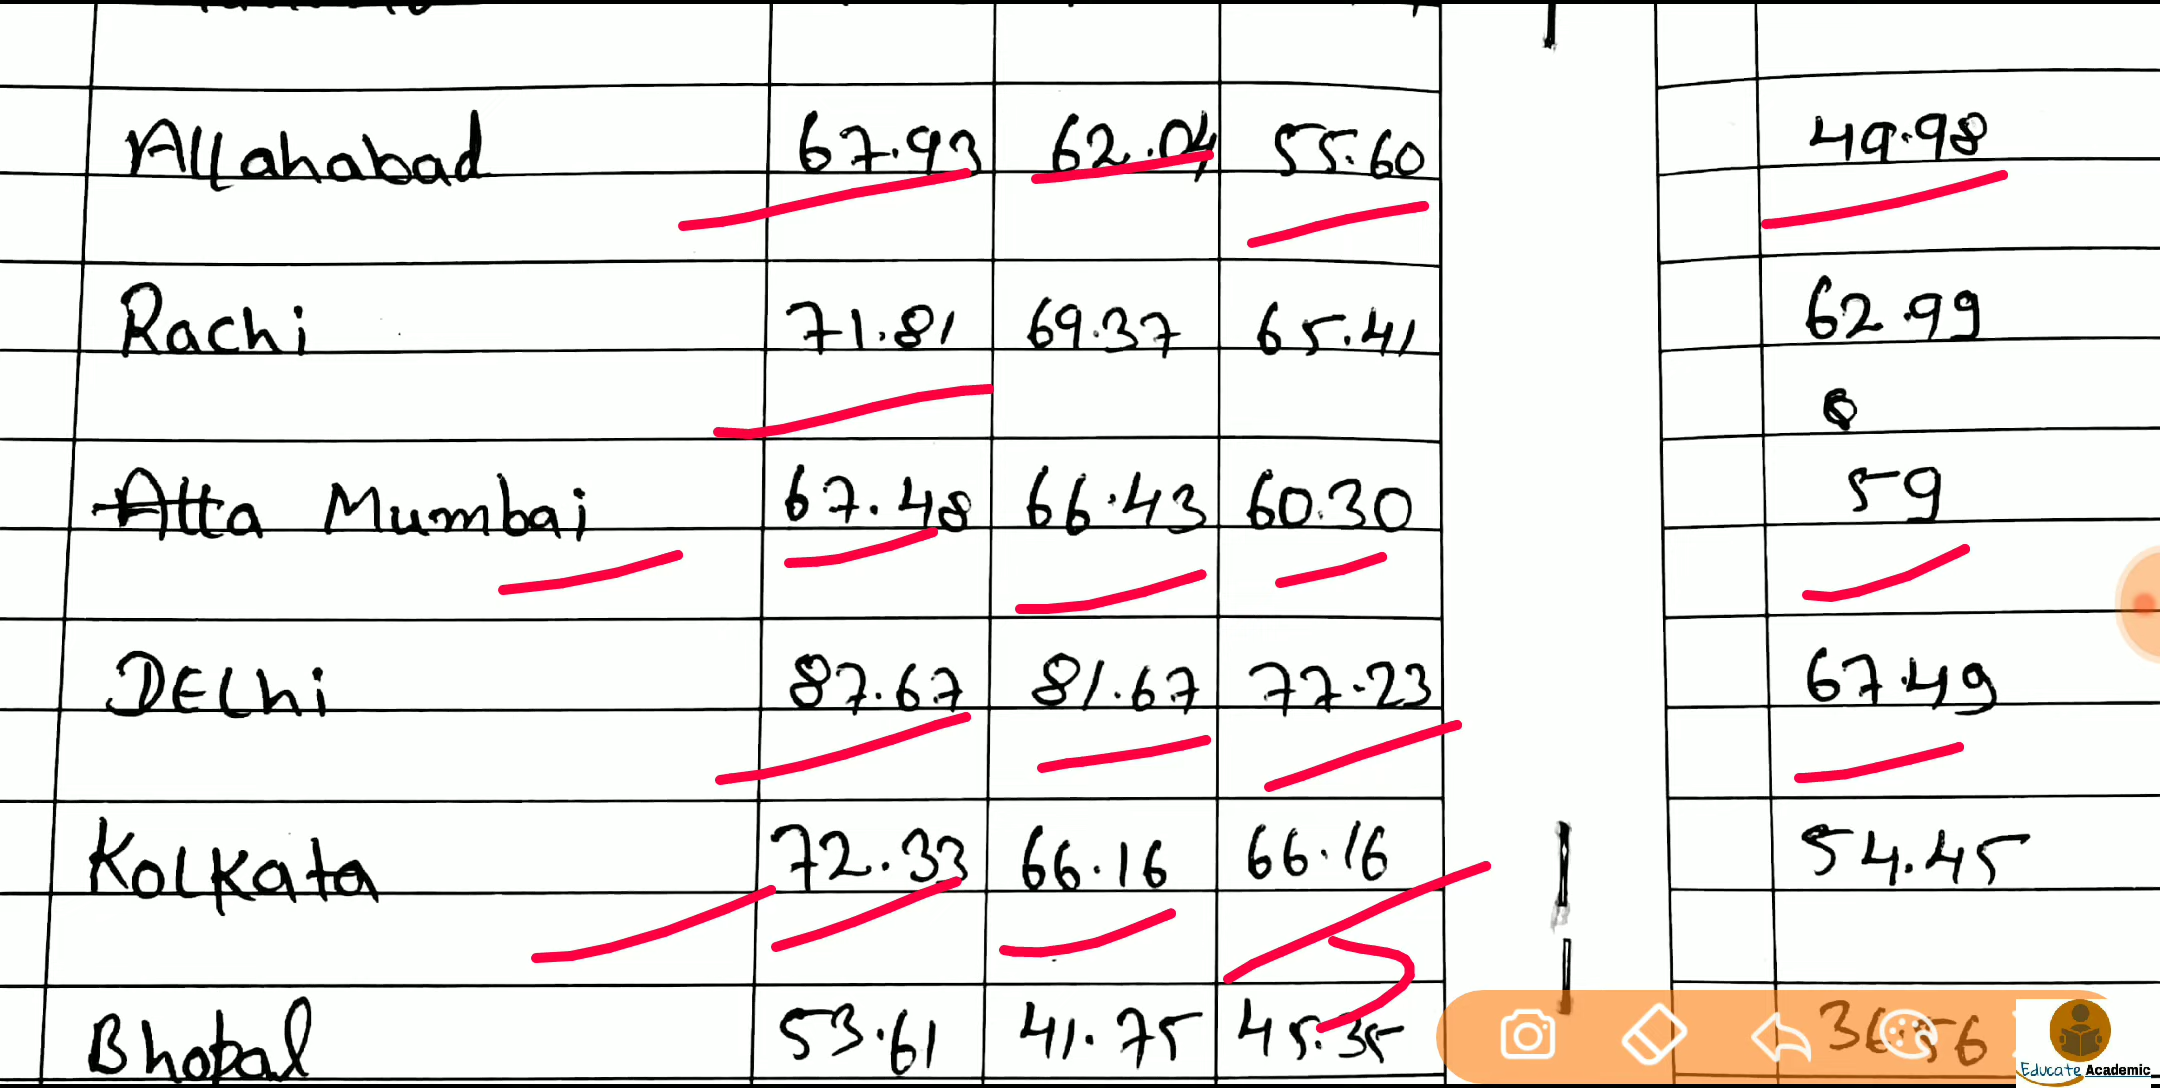 Allahabad 67.93 62.04 55.60 49.98
Rachi 71.81 69.37 65.41 62.99
Atta Mumbai 67.48 66.43 60.30 59
DELhi 87.67 81.67 77.23 67.49
Kolkata 72.33 66.16 66.16 54.45
Bhopal 53.61 41.75 45.35
Educate Academic